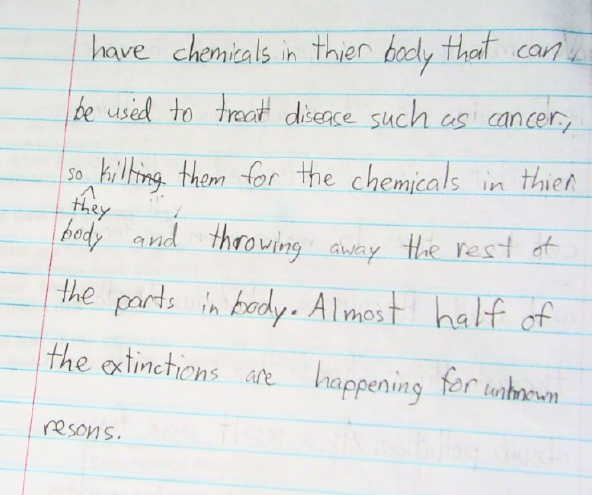 have chemicals in thier body that can
be used to treat disease such as cancer,
so killing them for the chemicals in thier
they
body and throwing away the rest of
the parts in body. Almost half of
the extinctions are happening for unknown
resons.